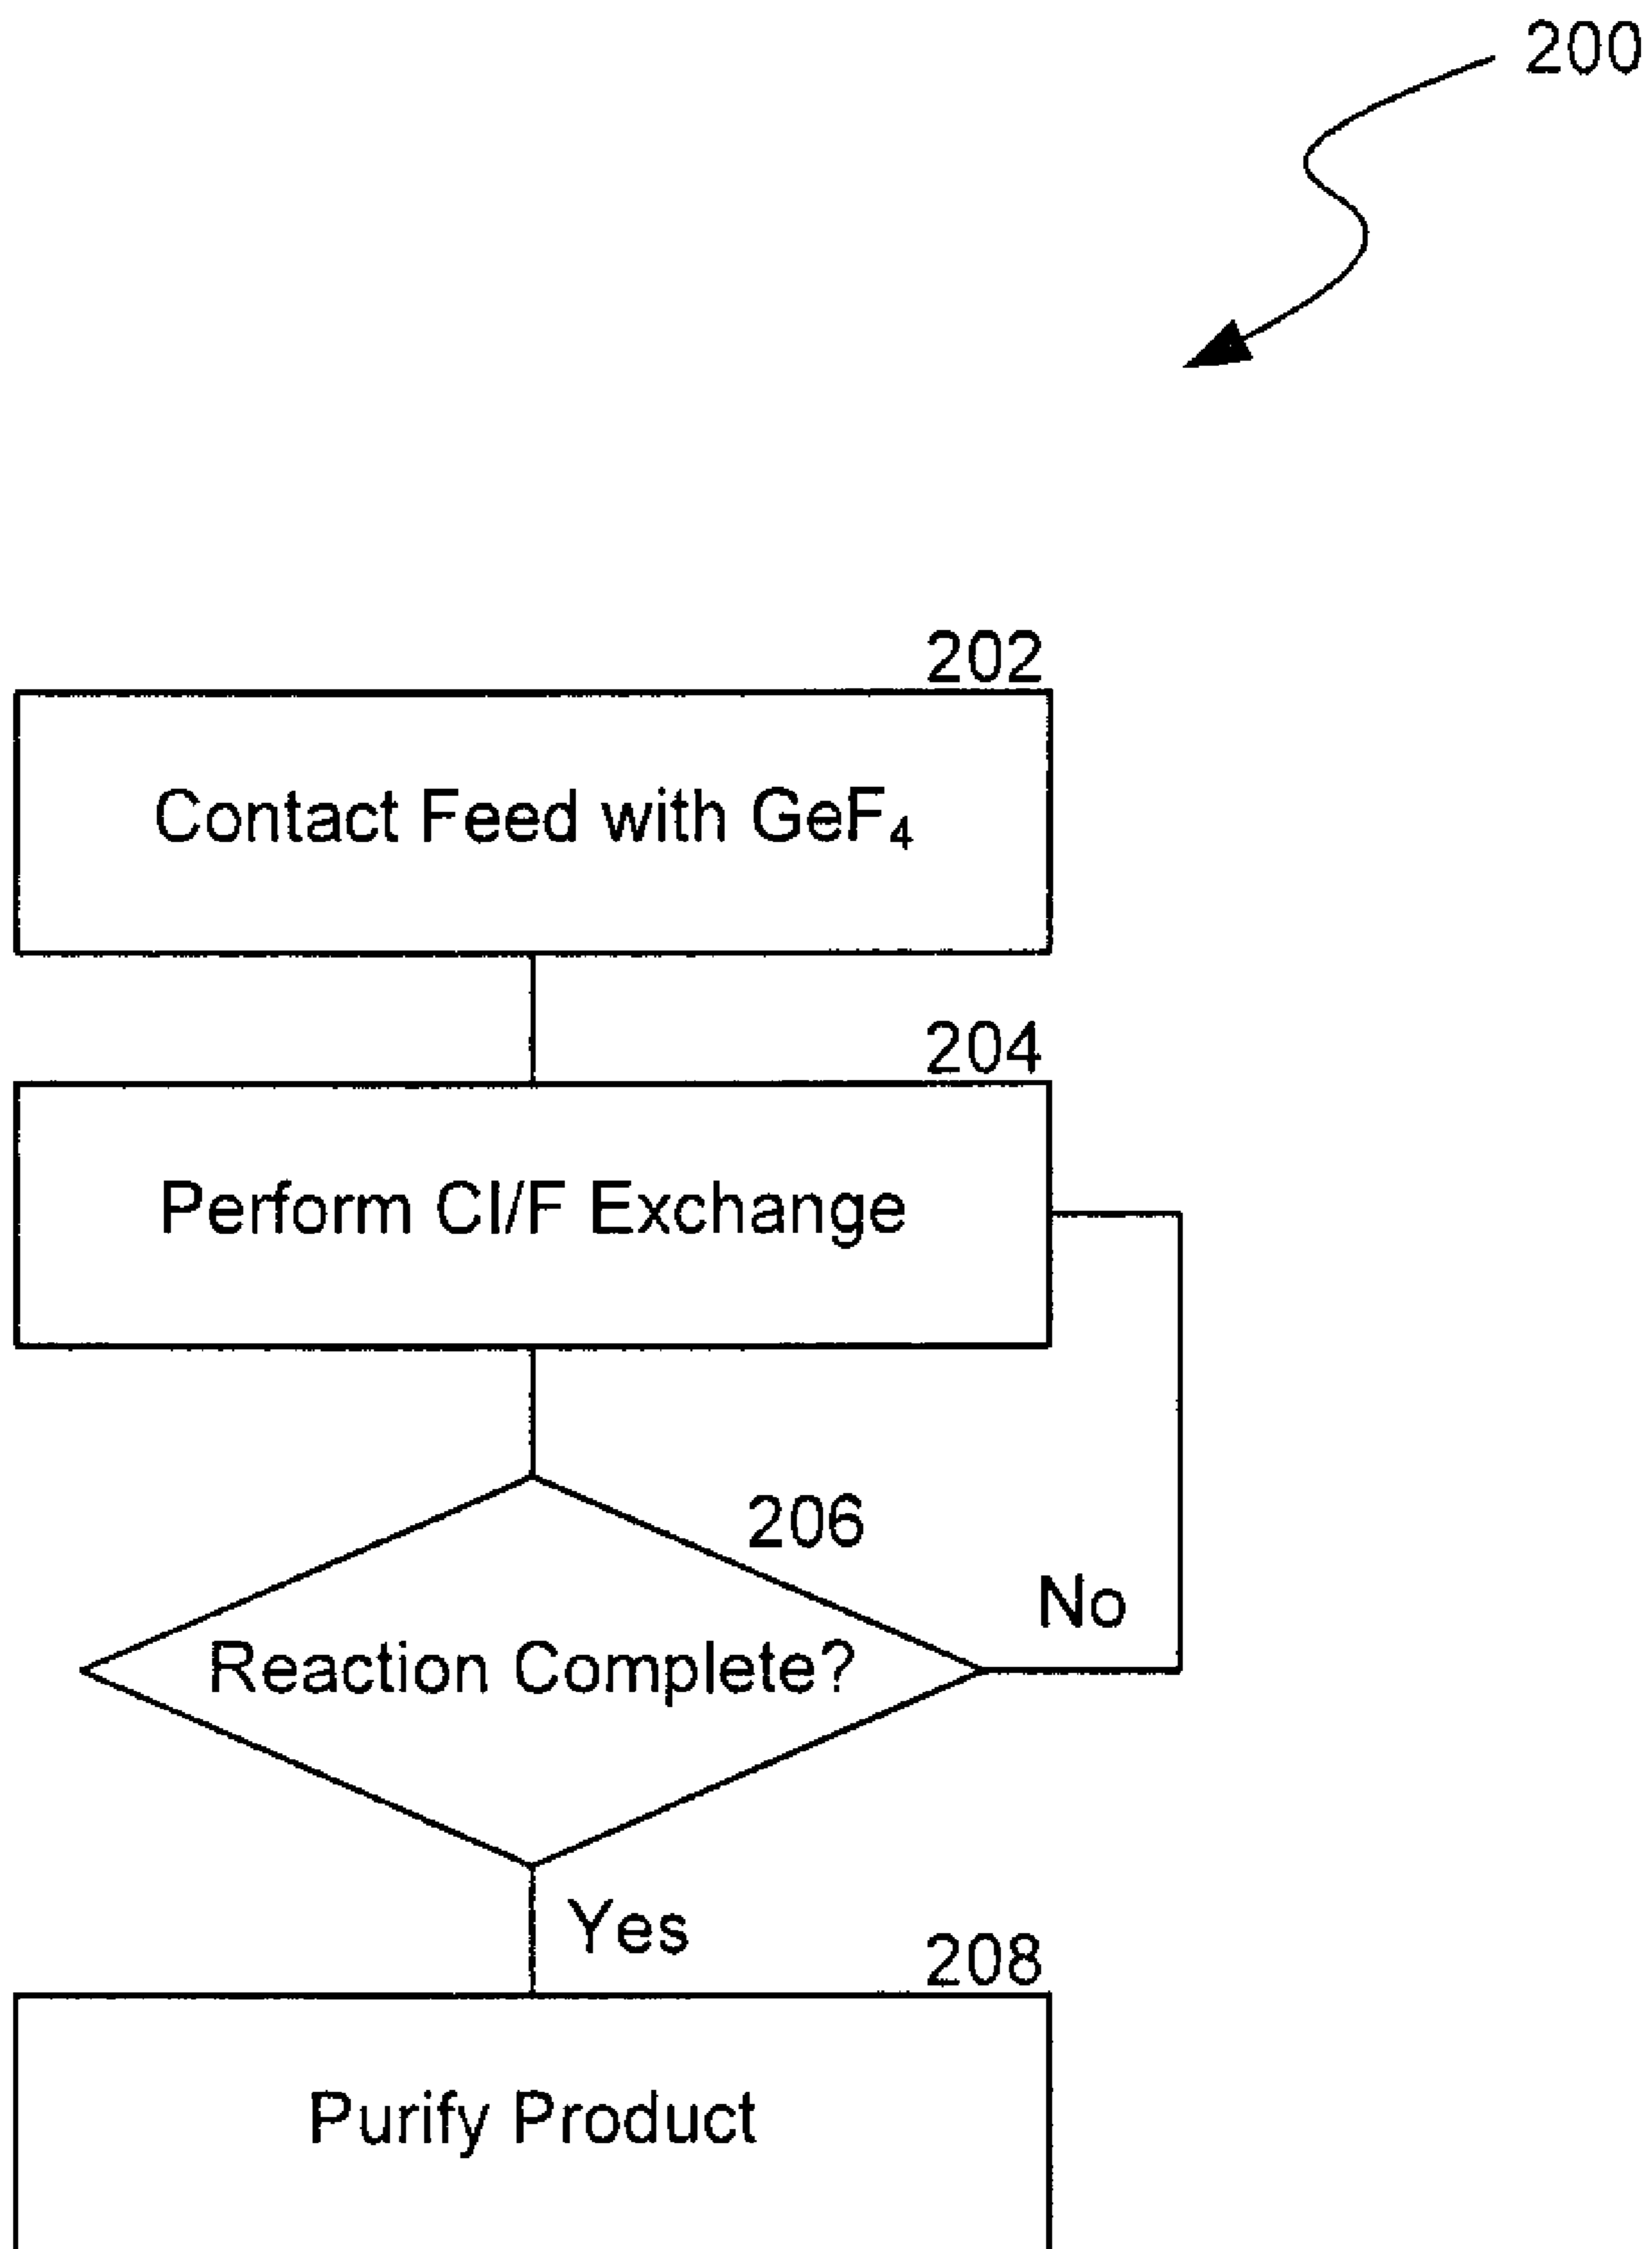 200
202
Contact Feed with GeF₄
204
Perform Cl/F Exchange
206
No
Reaction Complete?
Yes
208
Purify Product